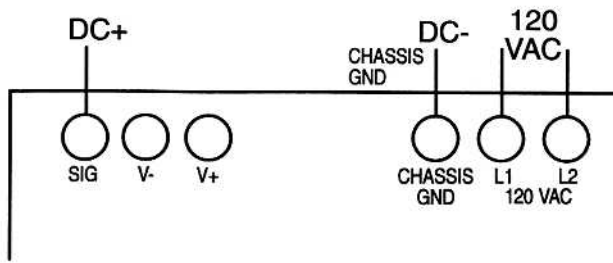 DC+
CHASSIS
GND
DC-
120
VAC
SIG
V-
V+
CHASSIS
GND
L1
L2
120 VAC